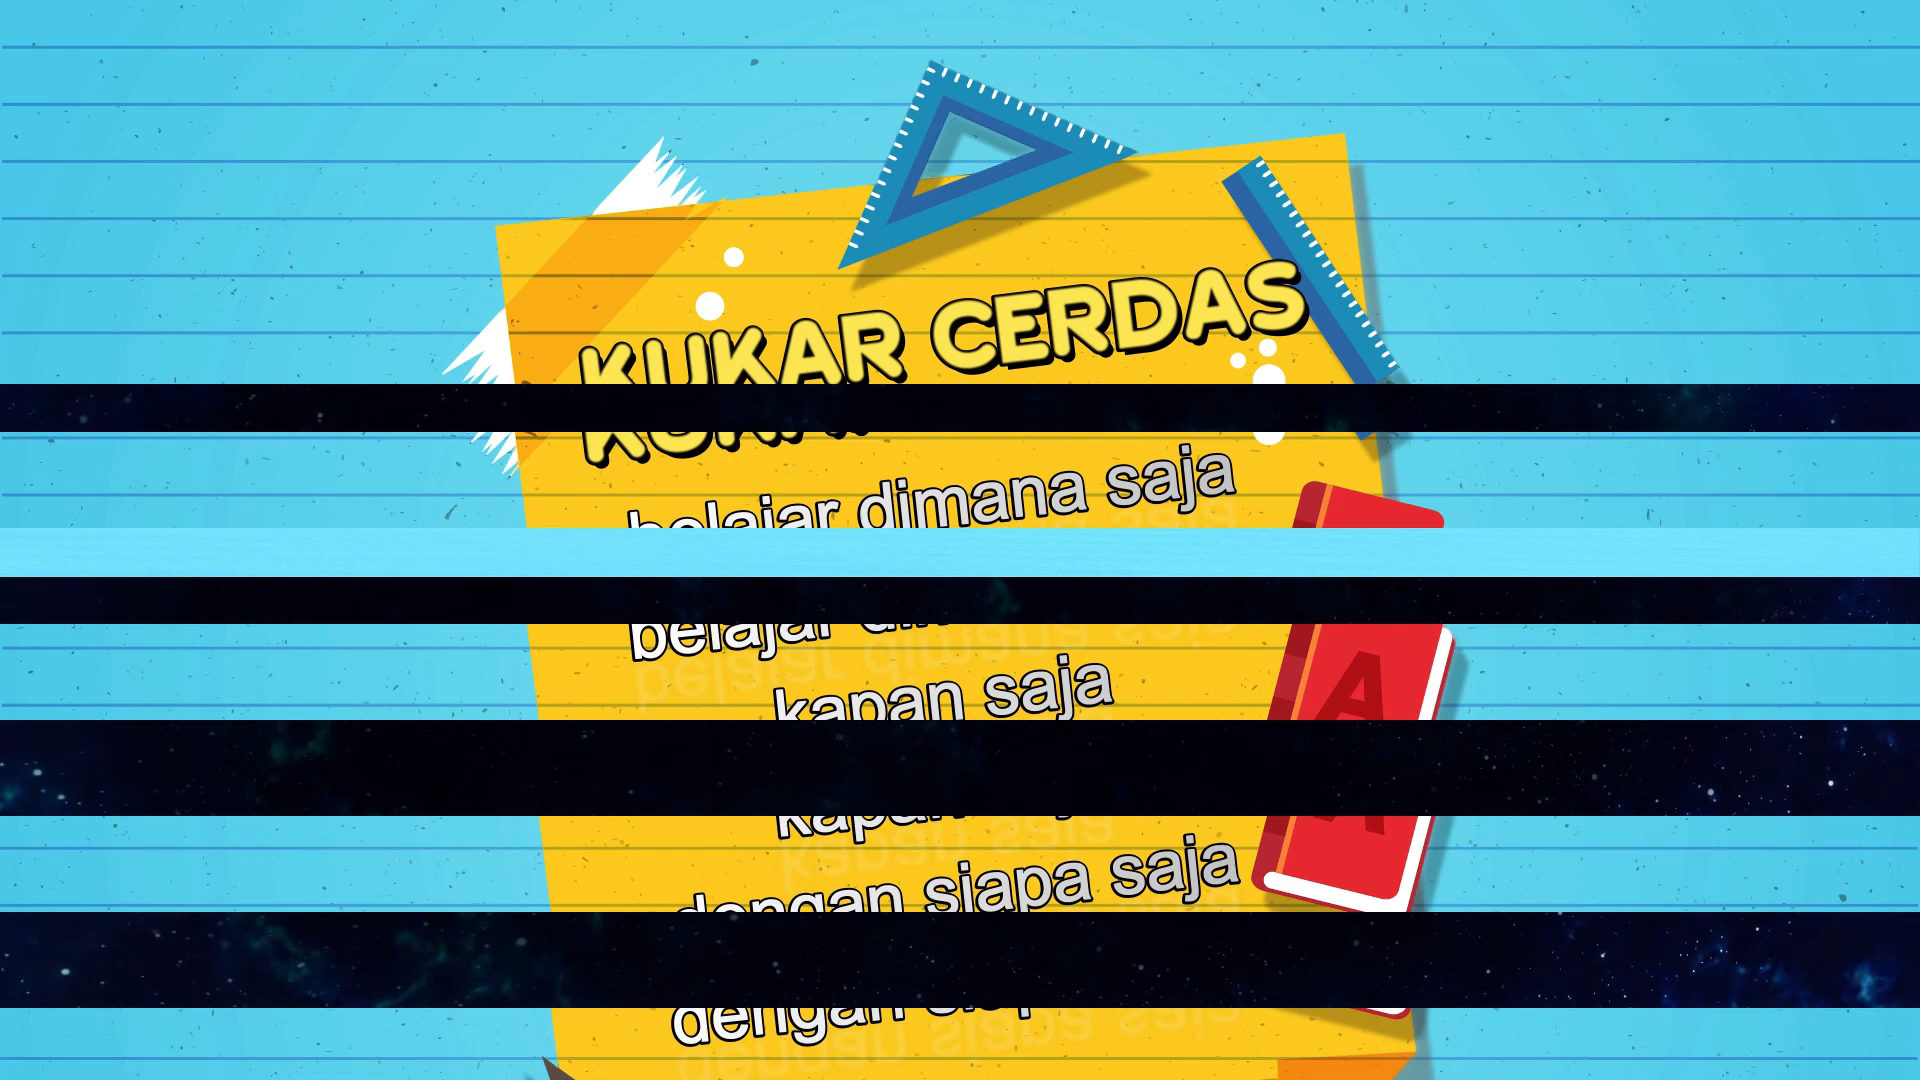 KUKAR CERDAS
belajar dimana saja
kapan saja
dengan siapa saja
A